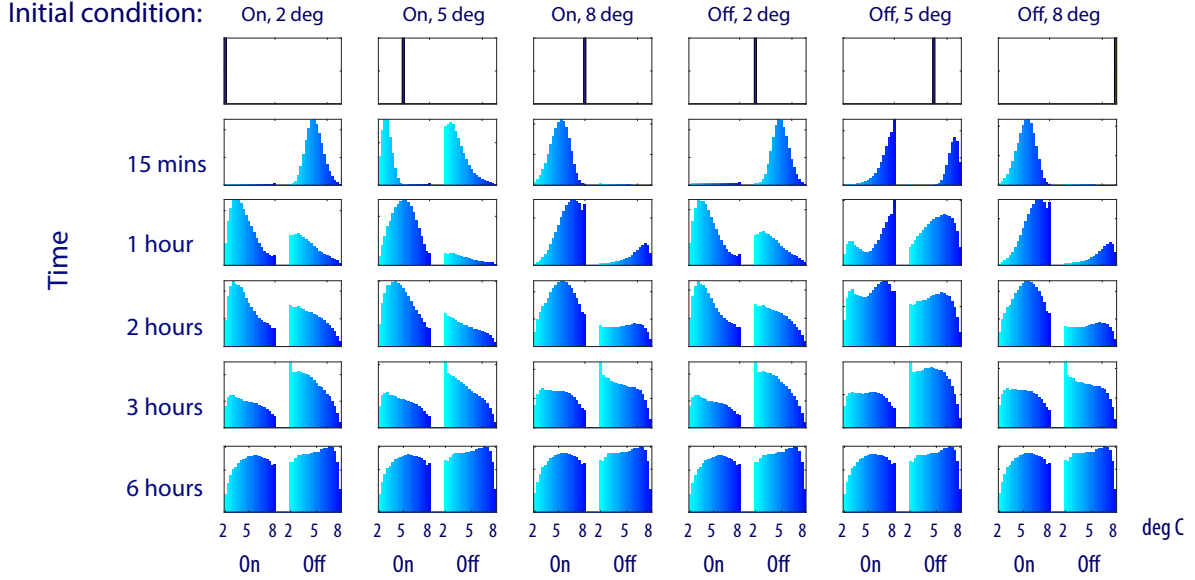 Initial condition: On, 2 deg On, 5 deg On, 8 deg Off, 2 deg Off, 5 deg Off, 8 deg
15 mins
1 hour
Time
2 hours
3 hours
6 hours
2 5 8 2 5 8 2 5 8 2 5 8 2 5 8 2 5 8 2 5 8 2 5 8 2 5 8 2 5 8 2 5 8 2 5 8 deg C
On Off On Off On Off On Off On Off On Off